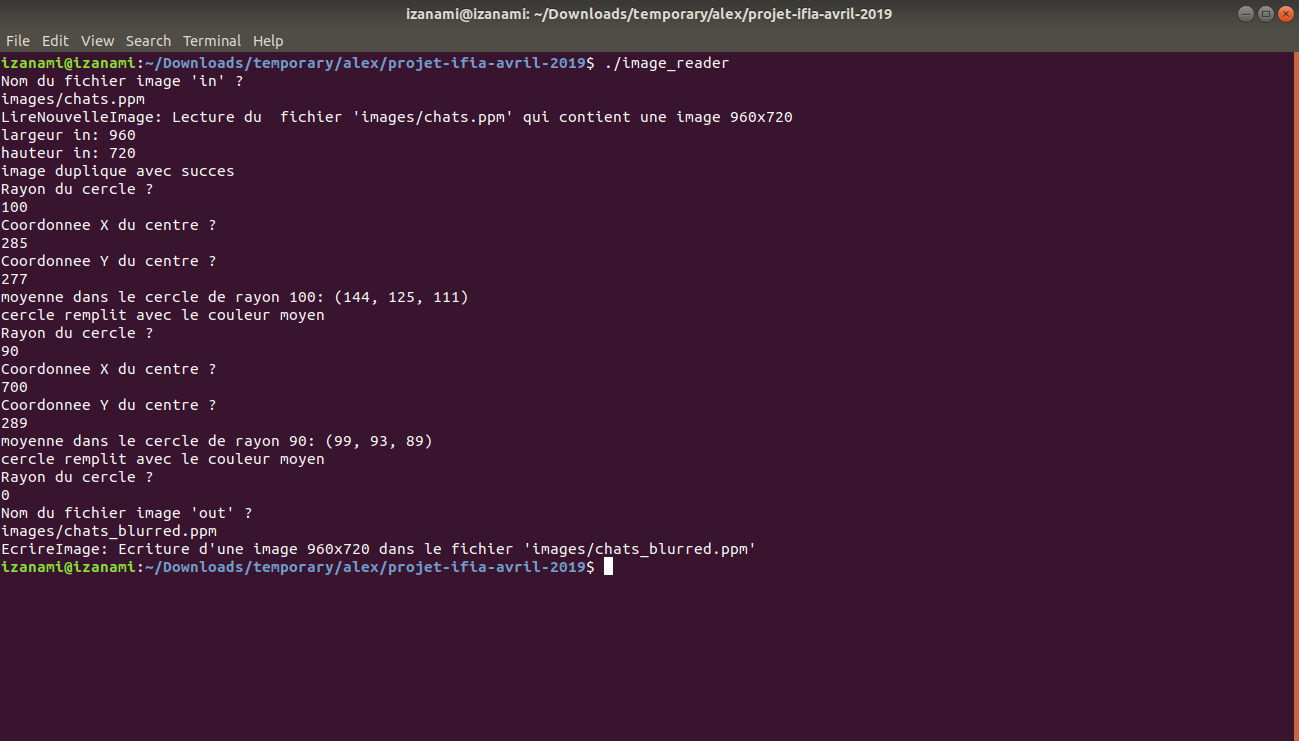 izanami@izanami: ~/Downloads/temporary/alex/projet-ifia-avril-2019
File Edit View Search Terminal Help
izanami@izanami:~/Downloads/temporary/alex/projet-ifia-avril-2019$ ./image_reader
Nom du fichier image 'in' ?
images/chats.ppm
LireNouvelleImage: Lecture du  fichier 'images/chats.ppm' qui contient une image 960x720
largeur in: 960
hauteur in: 720
image duplique avec succes
Rayon du cercle ?
100
Coordonnee X du centre ?
285
Coordonnee Y du centre ?
277
moyenne dans le cercle de rayon 100: (144, 125, 111)
cercle remplit avec le couleur moyen
Rayon du cercle ?
90
Coordonnee X du centre ?
700
Coordonnee Y du centre ?
289
moyenne dans le cercle de rayon 90: (99, 93, 89)
cercle remplit avec le couleur moyen
Rayon du cercle ?
0
Nom du fichier image 'out' ?
images/chats_blurred.ppm
EcrireImage: Ecriture d'une image 960x720 dans le fichier 'images/chats_blurred.ppm'
izanami@izanami:~/Downloads/temporary/alex/projet-ifia-avril-2019$